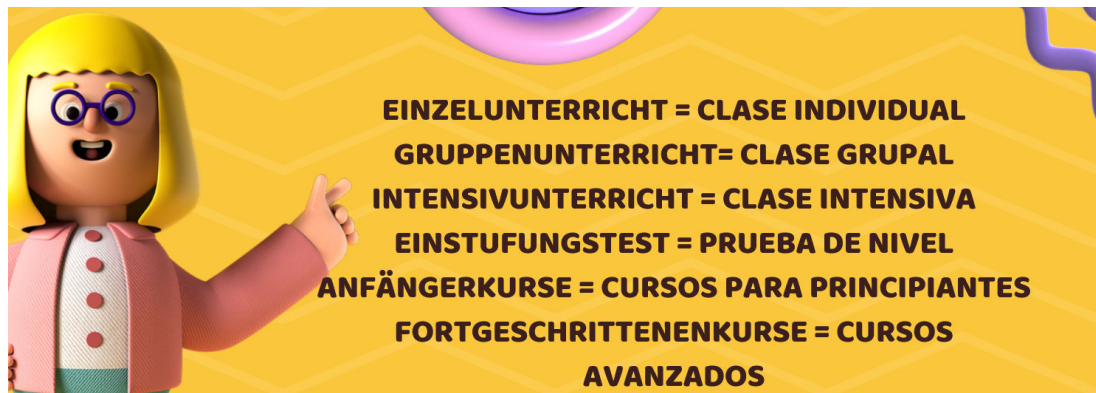 EINZELUNTERRICHT = CLASE INDIVIDUAL
GRUPPENUNTERRICHT= CLASE GRUPAL
INTENSIVUNTERRICHT = CLASE INTENSIVA
EINSTUFUNGSTEST = PRUEBA DE NIVEL
ANFÄNGERKURSE = CURSOS PARA PRINCIPIANTES
FORTGESCHRITTENENKURSE = CURSOS
AVANZADOS